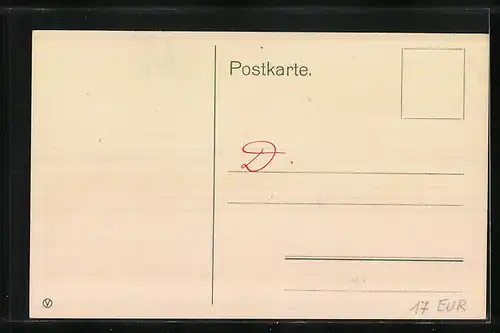 Postkarte.
D.
V
17 EUR